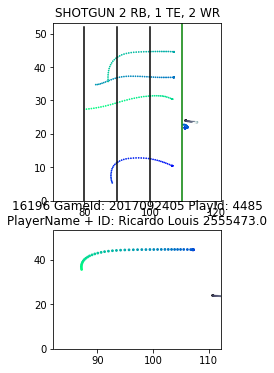 SHOTGUN 2 RB, 1 TE, 2 WR
50
40
30
20
10
0
80 100 120
16196 GameId: 2017092405 PlayId: 4485
PlayerName + ID: Ricardo Louis 2555473.0
40
20
0
90 100 110